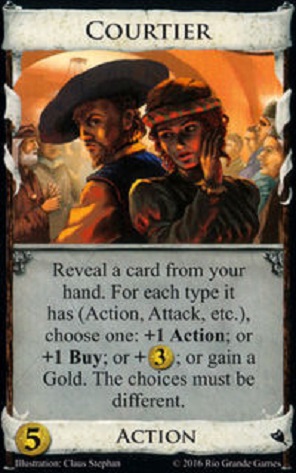 COURTIER
Reveal a card from your
hand. For each type it
has (Action, Attack, etc.),
choose one: +1 Action; or
+1 Buy; or + 3; or gain a
Gold. The choices must be
different.
5 ACTION
Illustration: Claus Stephan © 2016 Rio Grande Games